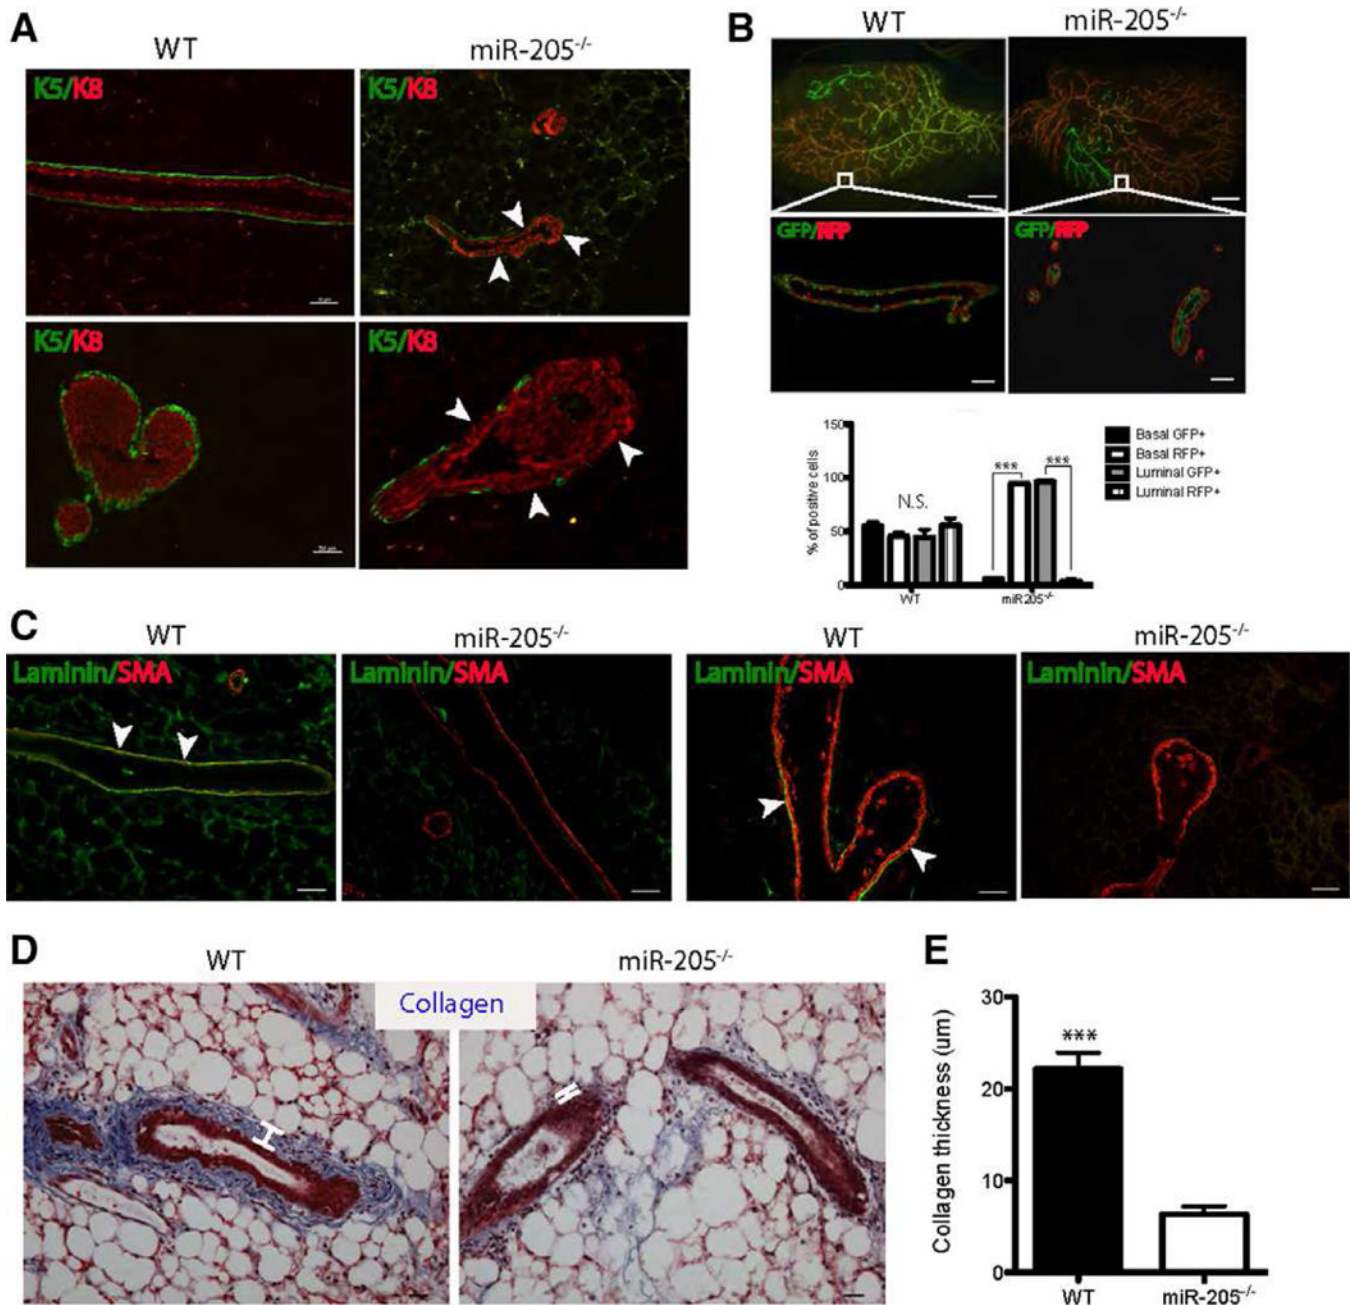 A
WT
miR-205-/-
K5/K8
K5/K8
K5/K8
K5/K8
B
WT
miR-205-/-
GFP/RFP
GFP/RFP
% of positive cells
150
100
50
0
N.S.
***
***
WT
miR205-/-
Basal GFP+
Basal RFP+
Luminal GFP+
Luminal RFP+
C
WT
miR-205-/-
WT
miR-205-/-
Laminin/SMA
Laminin/SMA
Laminin/SMA
Laminin/SMA
D
WT
miR-205-/-
Collagen
E
Collagen thickness (um)
30
20
10
0
***
WT
miR-205-/-